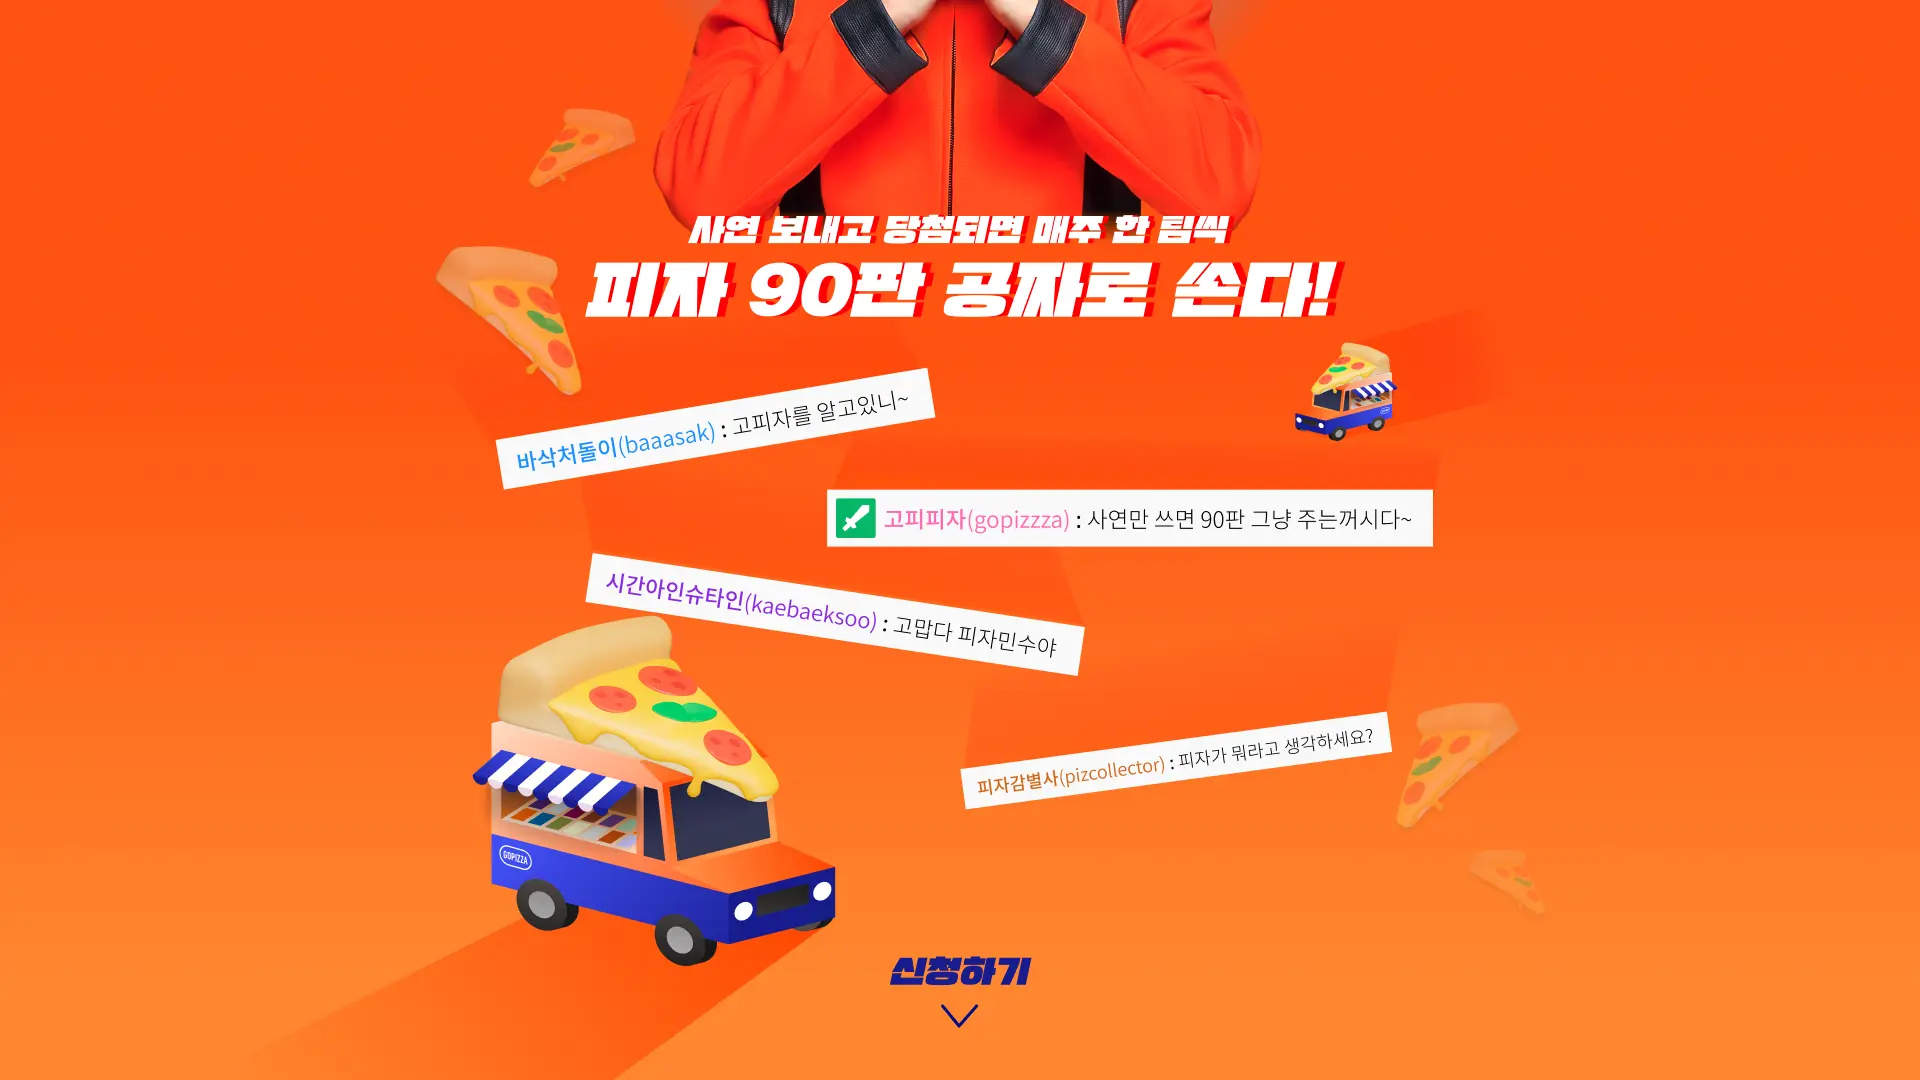 사연 보내고 당첨되면 매주 한 팀씩
피자 90판 공짜로 쏜다!
바삭처돌이(baaasak) : 고피자를 알고있니~
고피피자(gopizzza) : 사연만 쓰면 90판 그냥 주는꺼시다~
시간아인슈타인(kaebaeksoo) : 고맙다 피자민수야
피자감별사(pizcollector) : 피자가 뭐라고 생각하세요?
GOPIZZA
신청하기